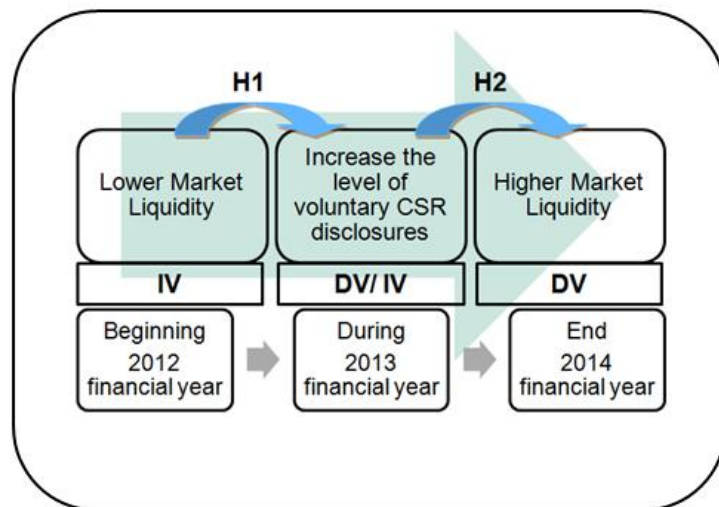 H1
H2
Lower Market
Liquidity
Increase the
level of
voluntary CSR
disclosures
Higher Market
Liquidity
IV
DV/ IV
DV
Beginning
2012
financial year
During
2013
financial year
End
2014
financial year